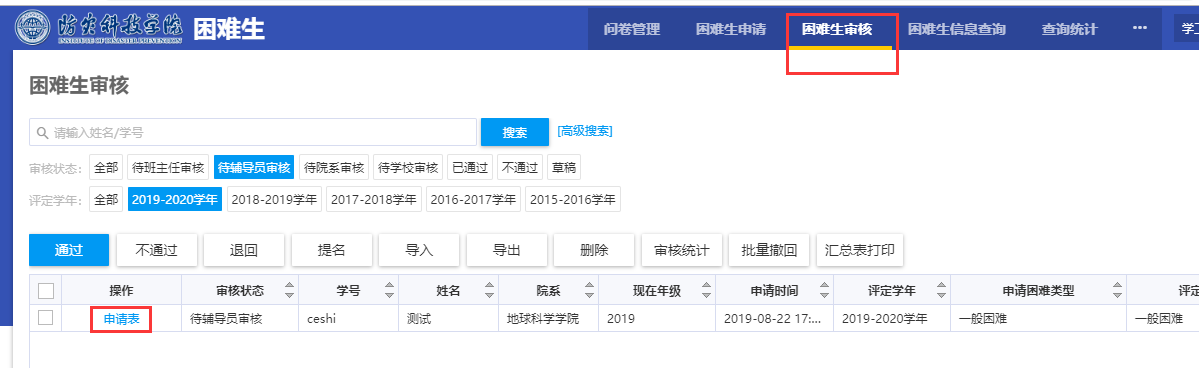 防灾科技学院 困难生 问卷管理 困难生申请 困难生审核 困难生信息查询 查询统计 ··· 学工
INSTITUTE OF DISASTER PREVENTION
困难生审核
请输入姓名/学号 搜索 [高级搜索]
审核状态: 全部 待班主任审核 待辅导员审核 待院系审核 待学校审核 已通过 不通过 草稿
评定学年: 全部 2019-2020学年 2018-2019学年 2017-2018学年 2016-2017学年 2015-2016学年
通过 不通过 退回 提名 导入 导出 删除 审核统计 批量撤回 汇总表打印
操作 审核状态 学号 姓名 院系 现在年级 申请时间 评定学年 申请困难类型 评定
申请表 待辅导员审核 ceshi 测试 地球科学学院 2019 2019-08-22 17:... 2019-2020学年 一般困难 一般困难